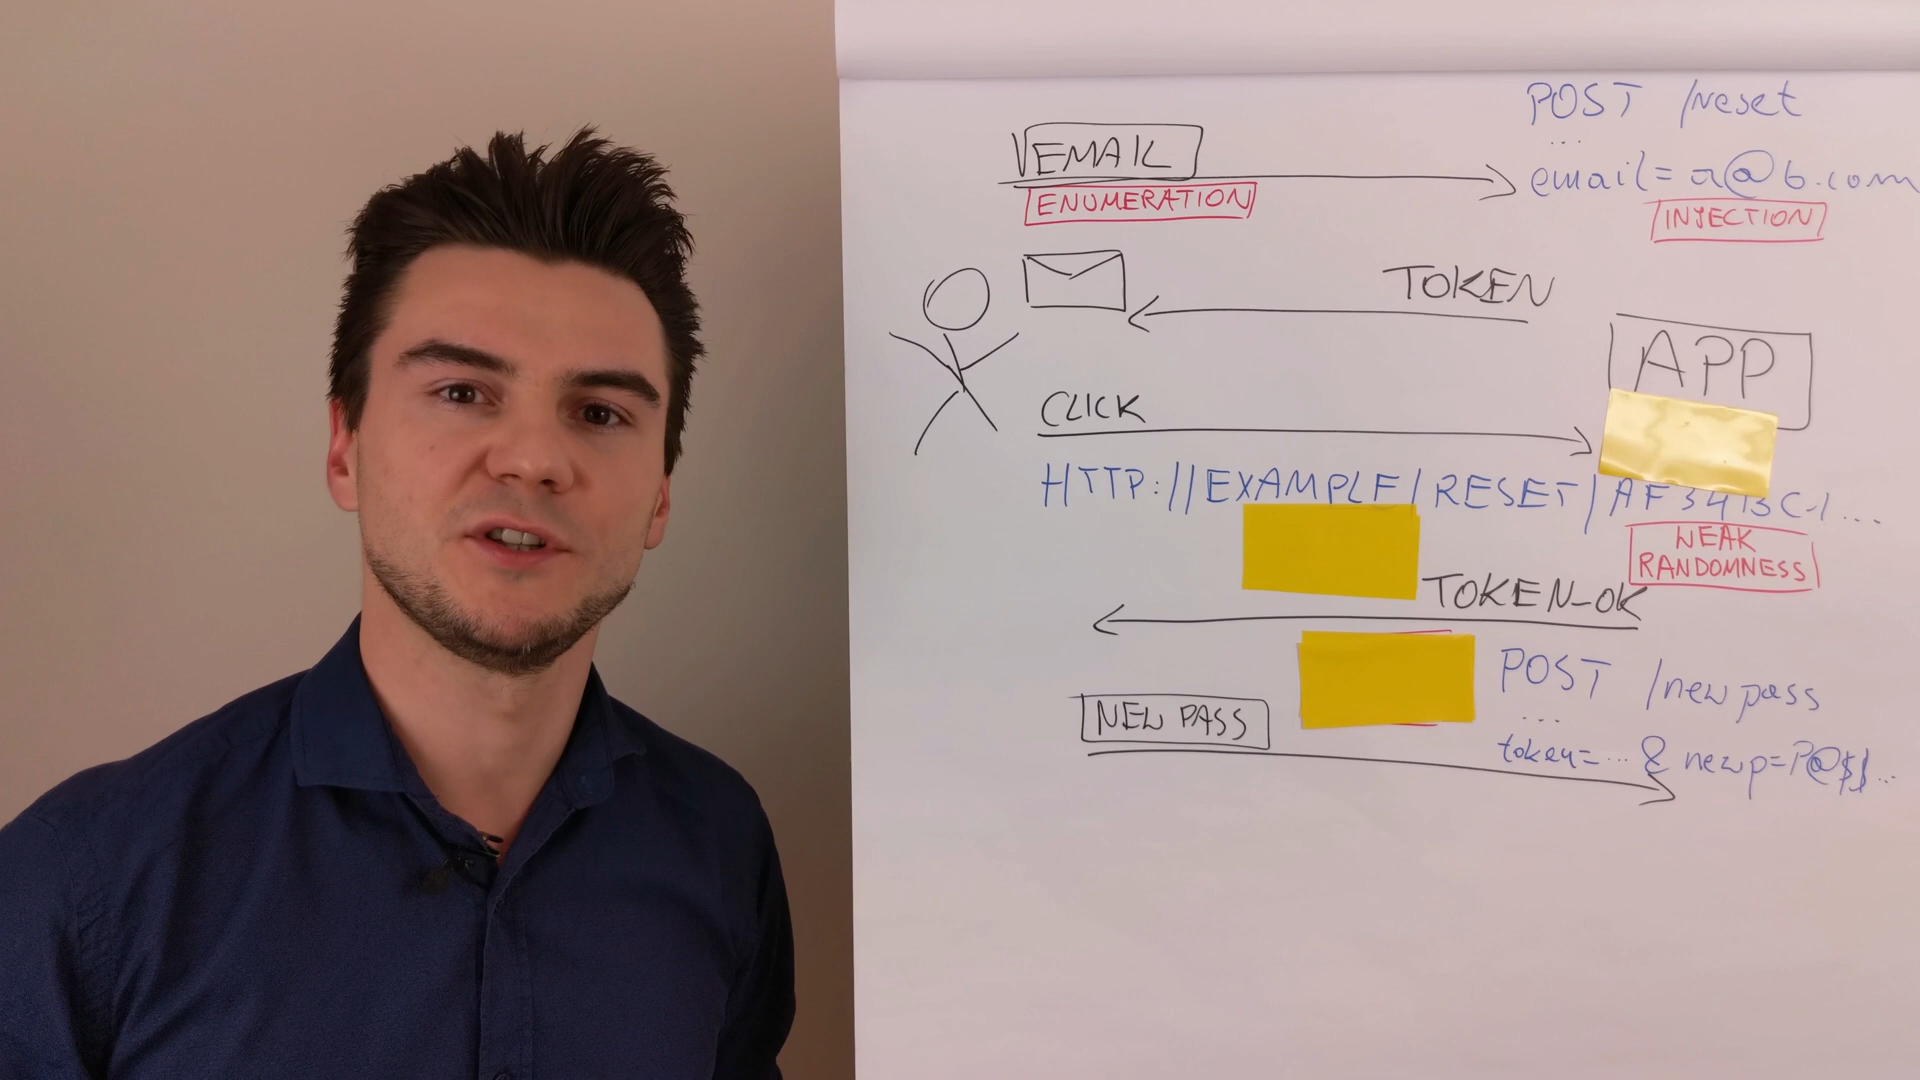 POST /reset
...
EMAIL
email=a@b.com
ENUMERATION
INJECTION
TOKEN
APP
CLICK
HTTP://EXAMPLE/RESET/AF3413C1...
WEAK
RANDOMNESS
TOKEN_OK
POST /newpass
...
NEW PASS
token=... & newp=P@$$...